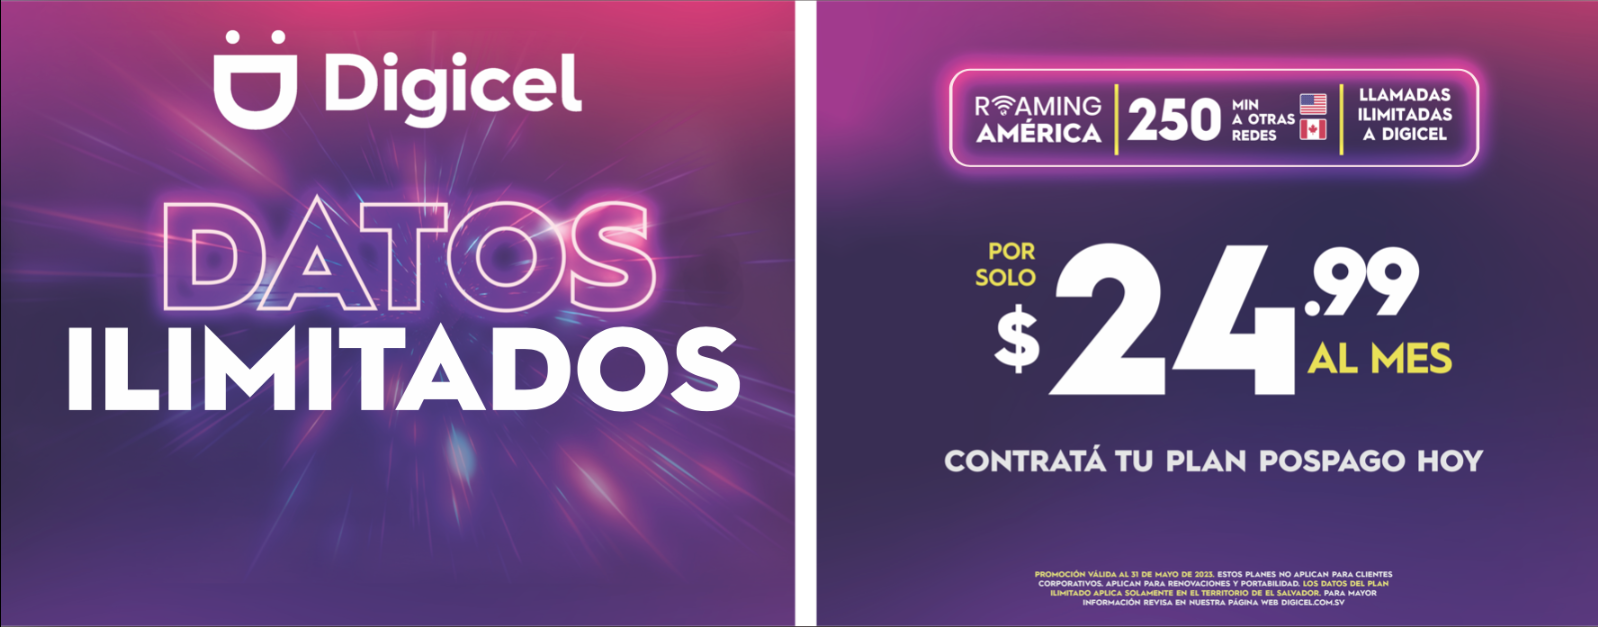 Digicel
DATOS
ILIMITADOS
ROAMING
AMÉRICA
250
MIN
A OTRAS
REDES
LLAMADAS
ILIMITADAS
A DIGICEL
POR
SOLO
$24.99
AL MES
CONTRATÁ TU PLAN POSPAGO HOY
PROMOCIÓN VÁLIDA AL 31 DE MAYO DE 2023. ESTOS PLANES NO APLICAN PARA CLIENTES
CORPORATIVOS. APLICAN PARA RENOVACIONES Y PORTABILIDAD. LOS DATOS DEL PLAN
ILIMITADO APLICA SOLAMENTE EN EL TERRITORIO DE EL SALVADOR. PARA MAYOR
INFORMACIÓN REVISA EN NUESTRA PÁGINA WEB DIGICEL.COM.SV